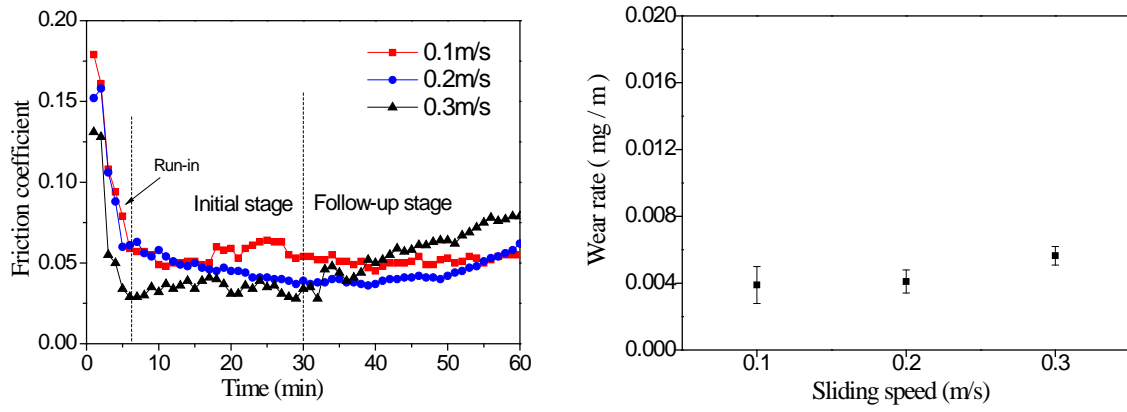 0.20
0.15
0.10
0.05
0.00
Friction coefficient
0.1m/s
0.2m/s
0.3m/s
Run-in
Initial stage
Follow-up stage
0 10 20 30 40 50 60
Time (min)
0.020
0.016
0.012
0.008
0.004
0.000
Wear rate ( mg / m )
0.1 0.2 0.3
Sliding speed (m/s)